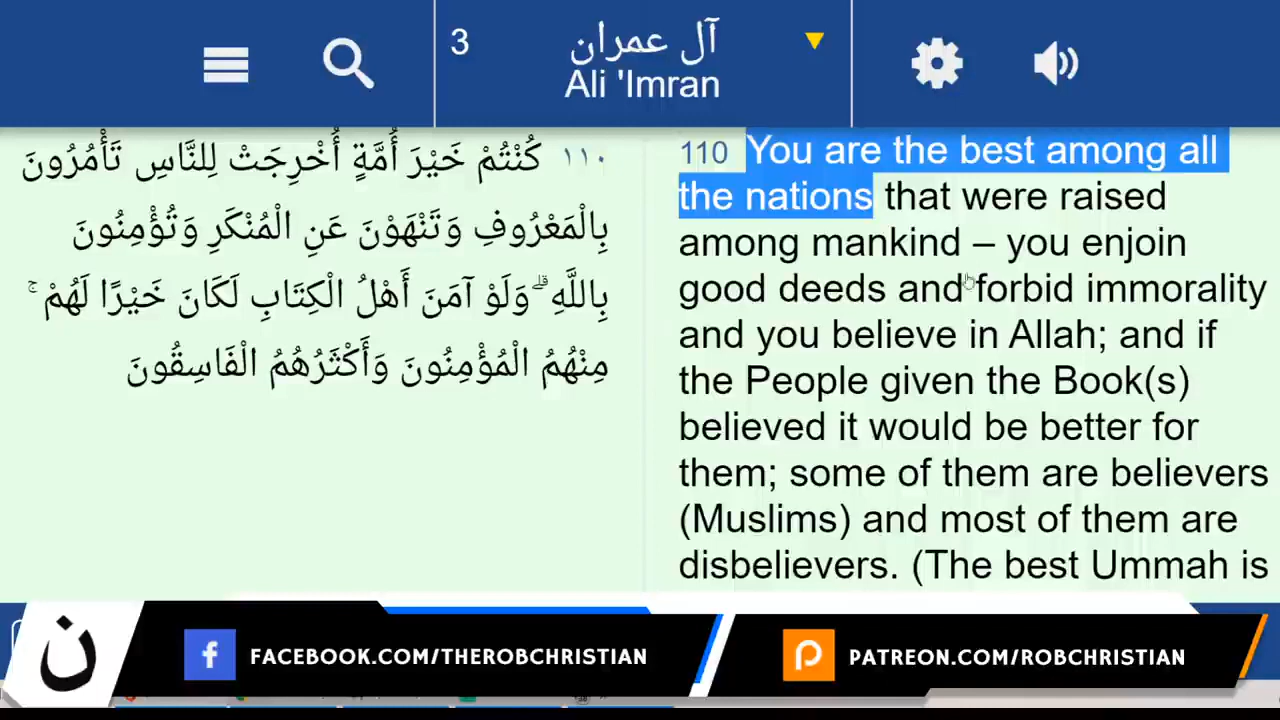 3
آل عمران
Ali 'Imran
١١٠ كُنْتُمْ خَيْرَ أُمَّةٍ أُخْرِجَتْ لِلنَّاسِ تَأْمُرُونَ
بِالْمَعْرُوفِ وَتَنْهَوْنَ عَنِ الْمُنْكَرِ وَتُؤْمِنُونَ
بِاللَّهِ ۗ وَلَوْ آمَنَ أَهْلُ الْكِتَابِ لَكَانَ خَيْرًا لَهُمْ ۚ
مِنْهُمُ الْمُؤْمِنُونَ وَأَكْثَرُهُمُ الْفَاسِقُونَ
110 You are the best among all
the nations that were raised
among mankind – you enjoin
good deeds and forbid immorality
and you believe in Allah; and if
the People given the Book(s)
believed it would be better for
them; some of them are believers
(Muslims) and most of them are
disbelievers. (The best Ummah is
ن
FACEBOOK.COM/THEROBCHRISTIAN
PATREON.COM/ROBCHRISTIAN